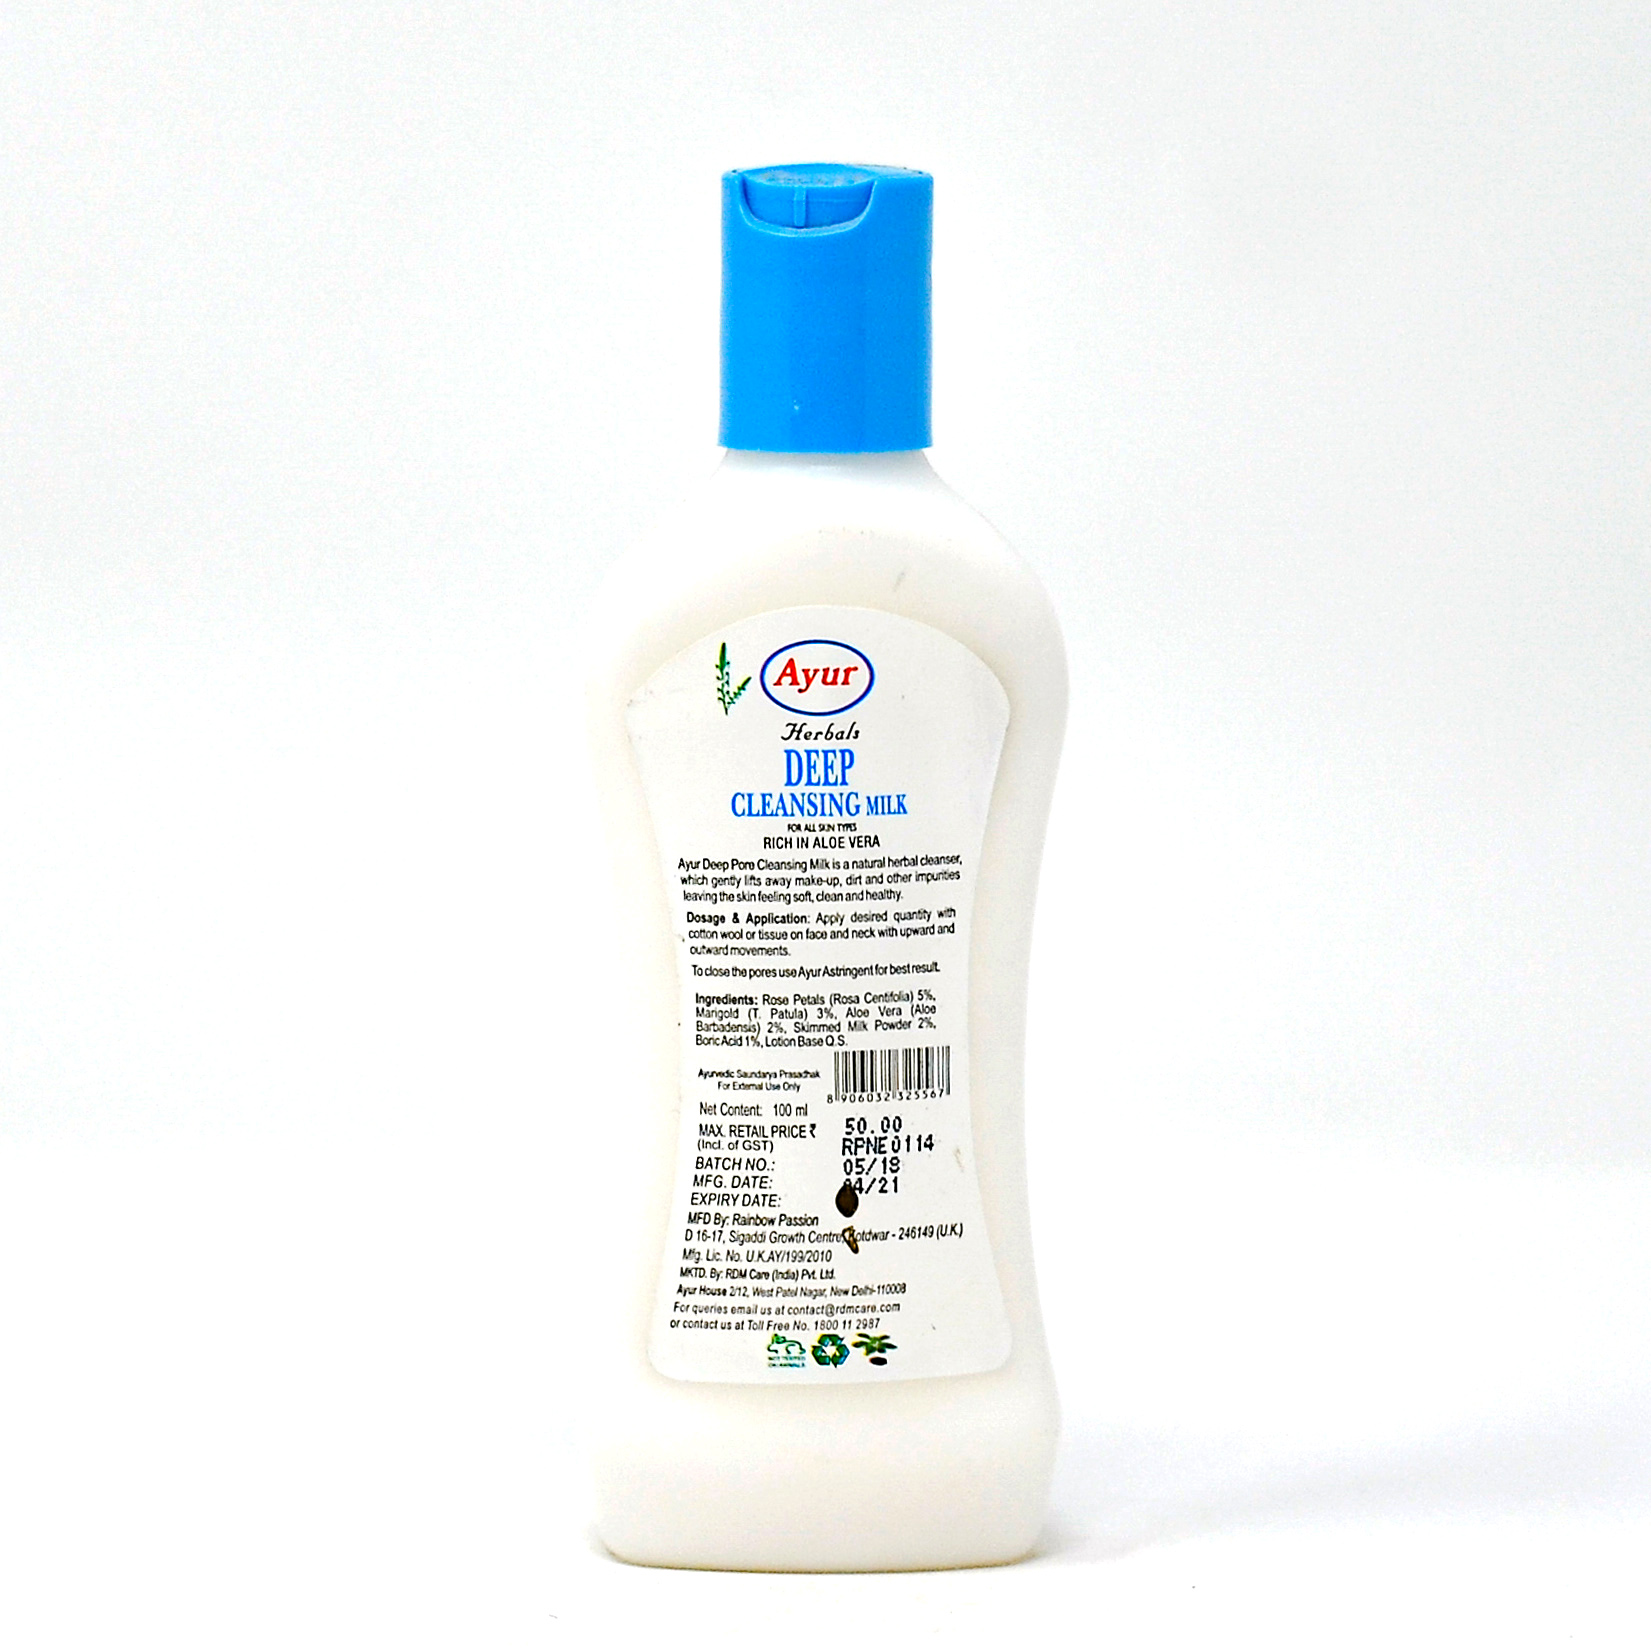 Ayur
Herbals
DEEP
CLEANSING MILK
FOR ALL SKIN TYPES
RICH IN ALOE VERA
Ayur Deep Pore Cleansing Milk is a natural herbal cleanser,
which gently lifts away make-up, dirt and other impurities
leaving the skin feeling soft, clean and healthy.
Dosage & Application: Apply desired quantity with
cotton wool or tissue on face and neck with upward and
outward movements.
To close the pores use Ayur Astringent for best result.
Ingredients: Rose Petals (Rosa Centifolia) 5%,
Marigold (T. Patula) 3%, Aloe Vera (Aloe
Barbadensis) 2%, Skimmed Milk Powder 2%,
Boric Acid 1%, Lotion Base Q.S.
Ayurvedic Saundarya Prasadhak
For External Use Only
8 906032 325567
Net Content: 100 ml
MAX. RETAIL PRICE ₹ 50.00
(Incl. of GST) RPNE0114
BATCH NO.: 05/18
MFG. DATE: 04/21
EXPIRY DATE:
MFD By: Rainbow Passion
D 16-17, Sigaddi Growth Centre, Kotdwar - 246149 (U.K.)
Mfg. Lic. No. U.K.AY/199/2010
MKTD. By: RDM Care (India) Pvt. Ltd.
Ayur House 2/12, West Patel Nagar, New Delhi-110008
For queries email us at contact@rdmcare.com
or contact us at Toll Free No. 1800 11 2987
NOT TESTED
ON ANIMALS